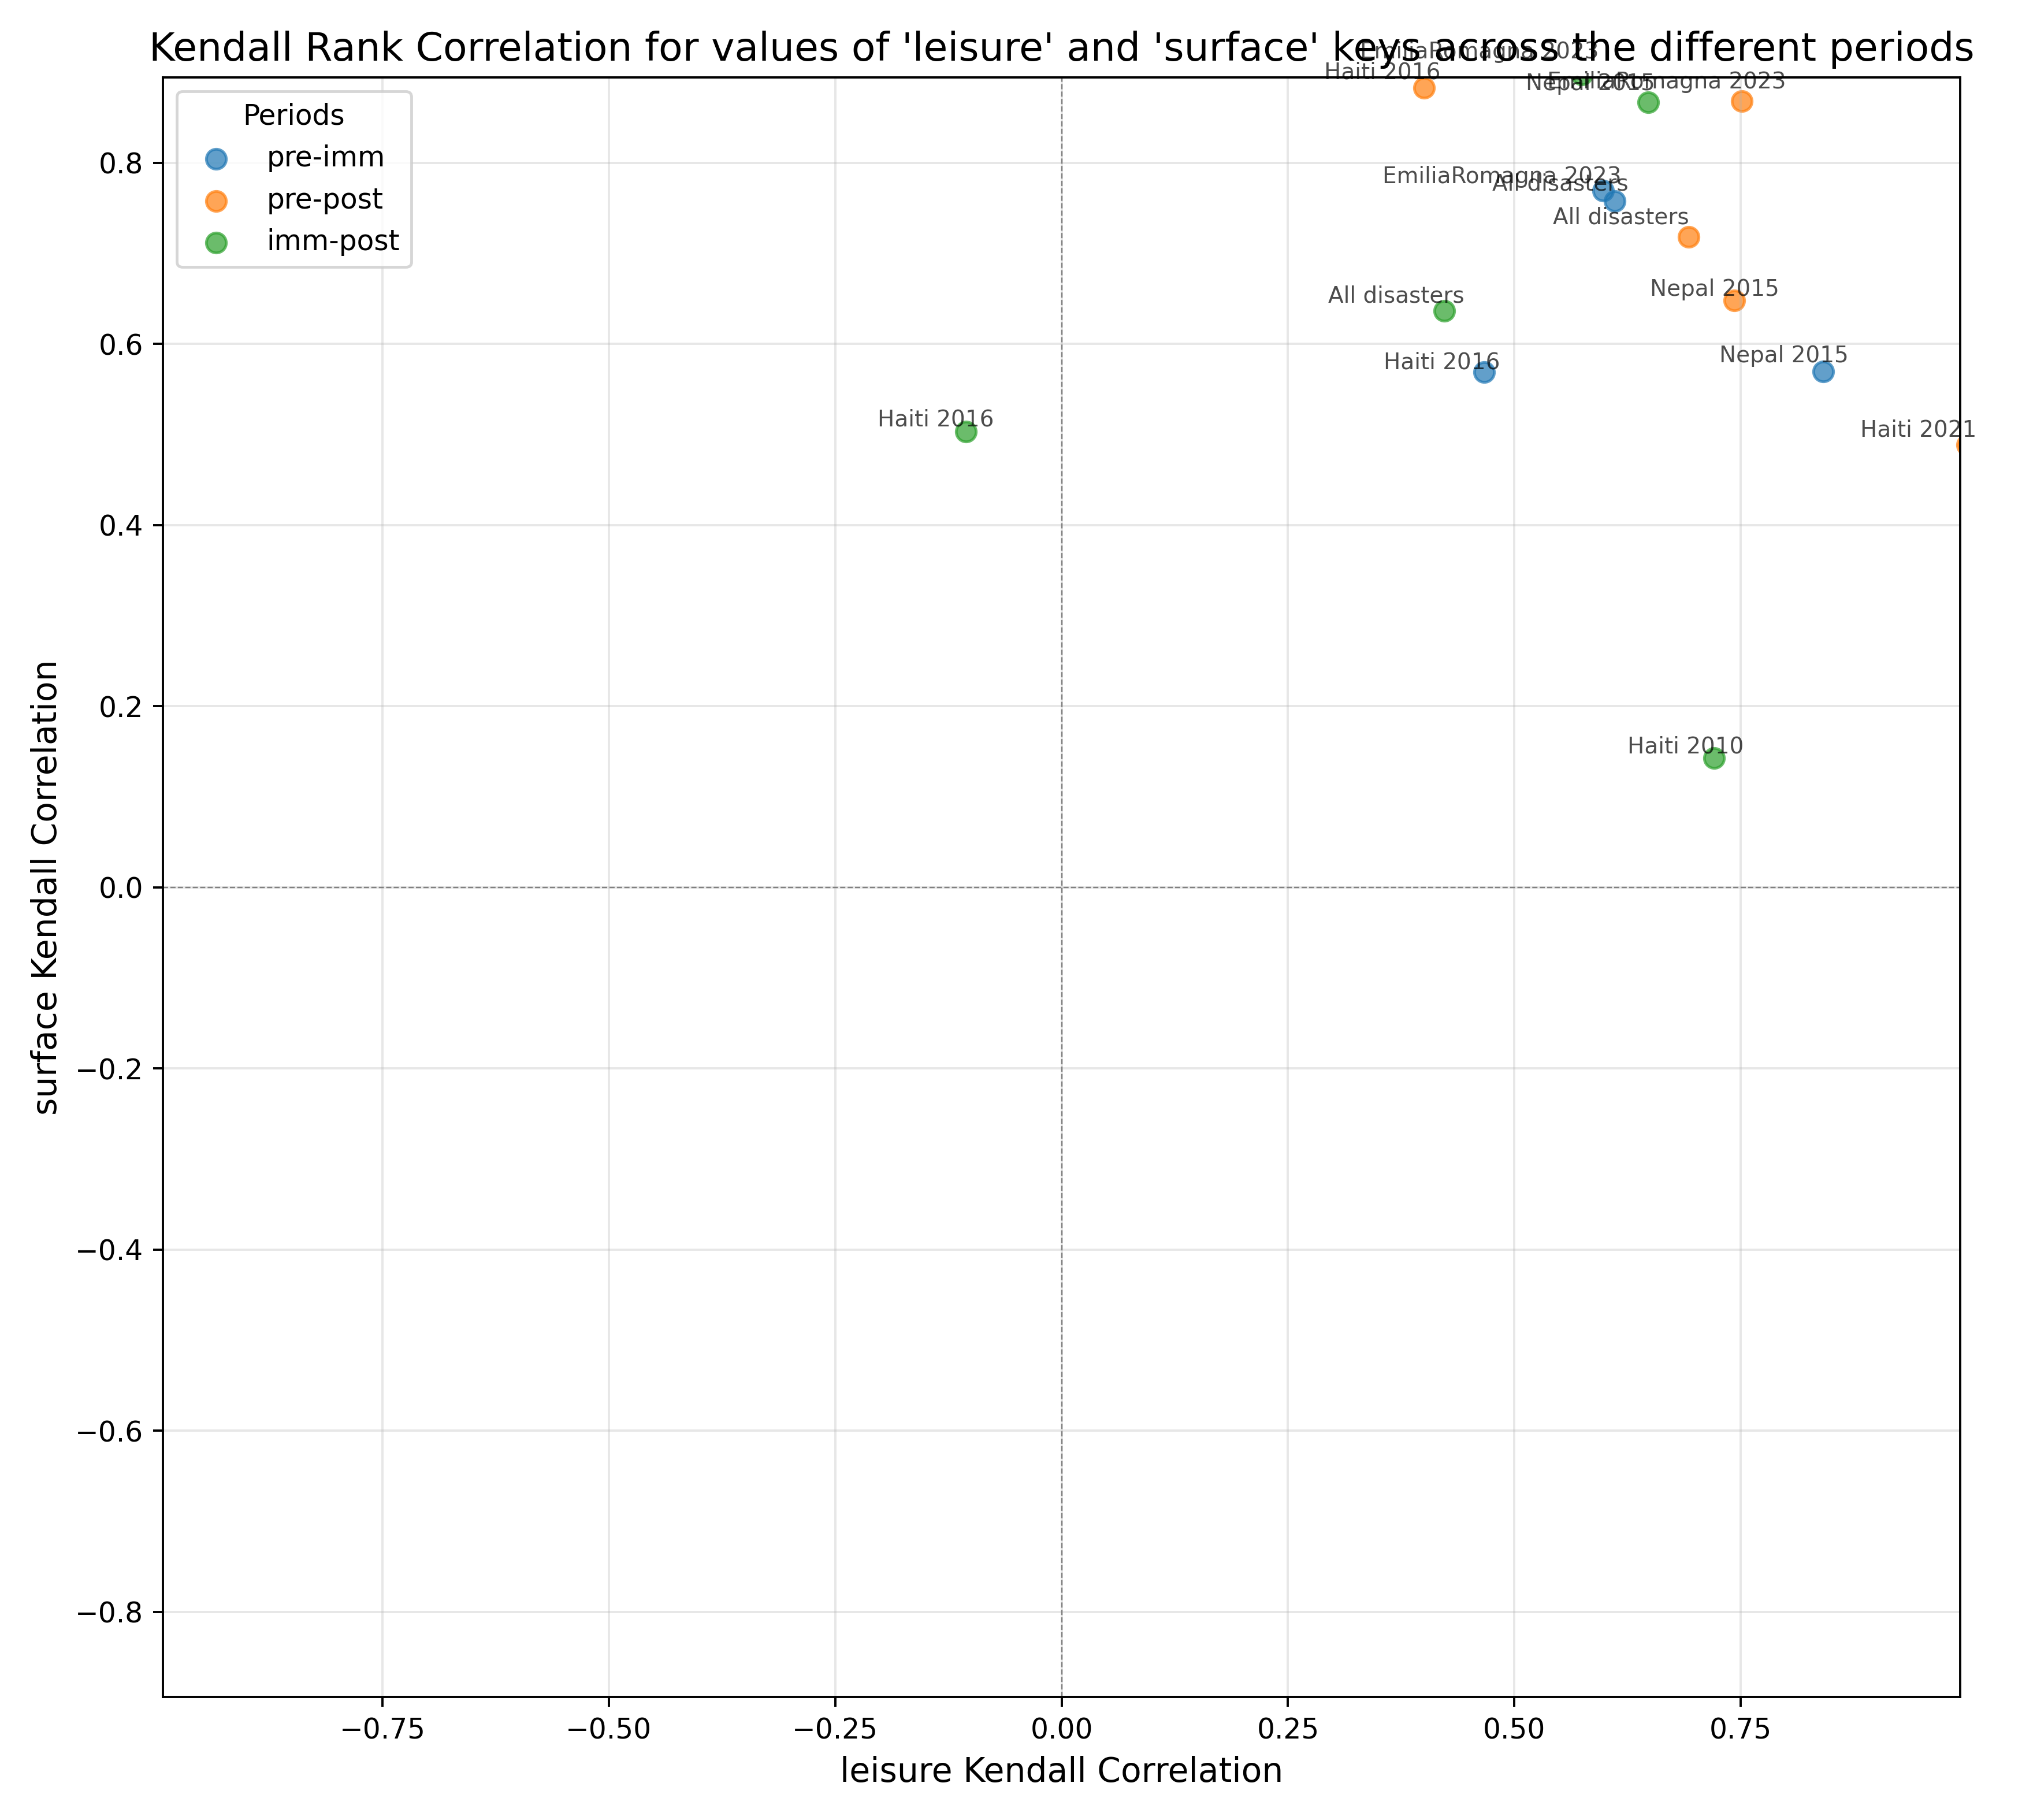 Kendall Rank Correlation for values of 'leisure' and 'surface' keys across the different periods
EmiliaRomagna 2023
Haiti 2016
Nepal 2015
EmiliaRomagna 2023
Periods
pre-imm
pre-post
imm-post
EmiliaRomagna 2023
All disasters
All disasters
Nepal 2015
All disasters
Nepal 2015
Haiti 2016
Haiti 2021
Haiti 2016
Haiti 2010
surface Kendall Correlation
0.8
0.6
0.4
0.2
0.0
−0.2
−0.4
−0.6
−0.8
−0.75
−0.50
−0.25
0.00
0.25
0.50
0.75
leisure Kendall Correlation